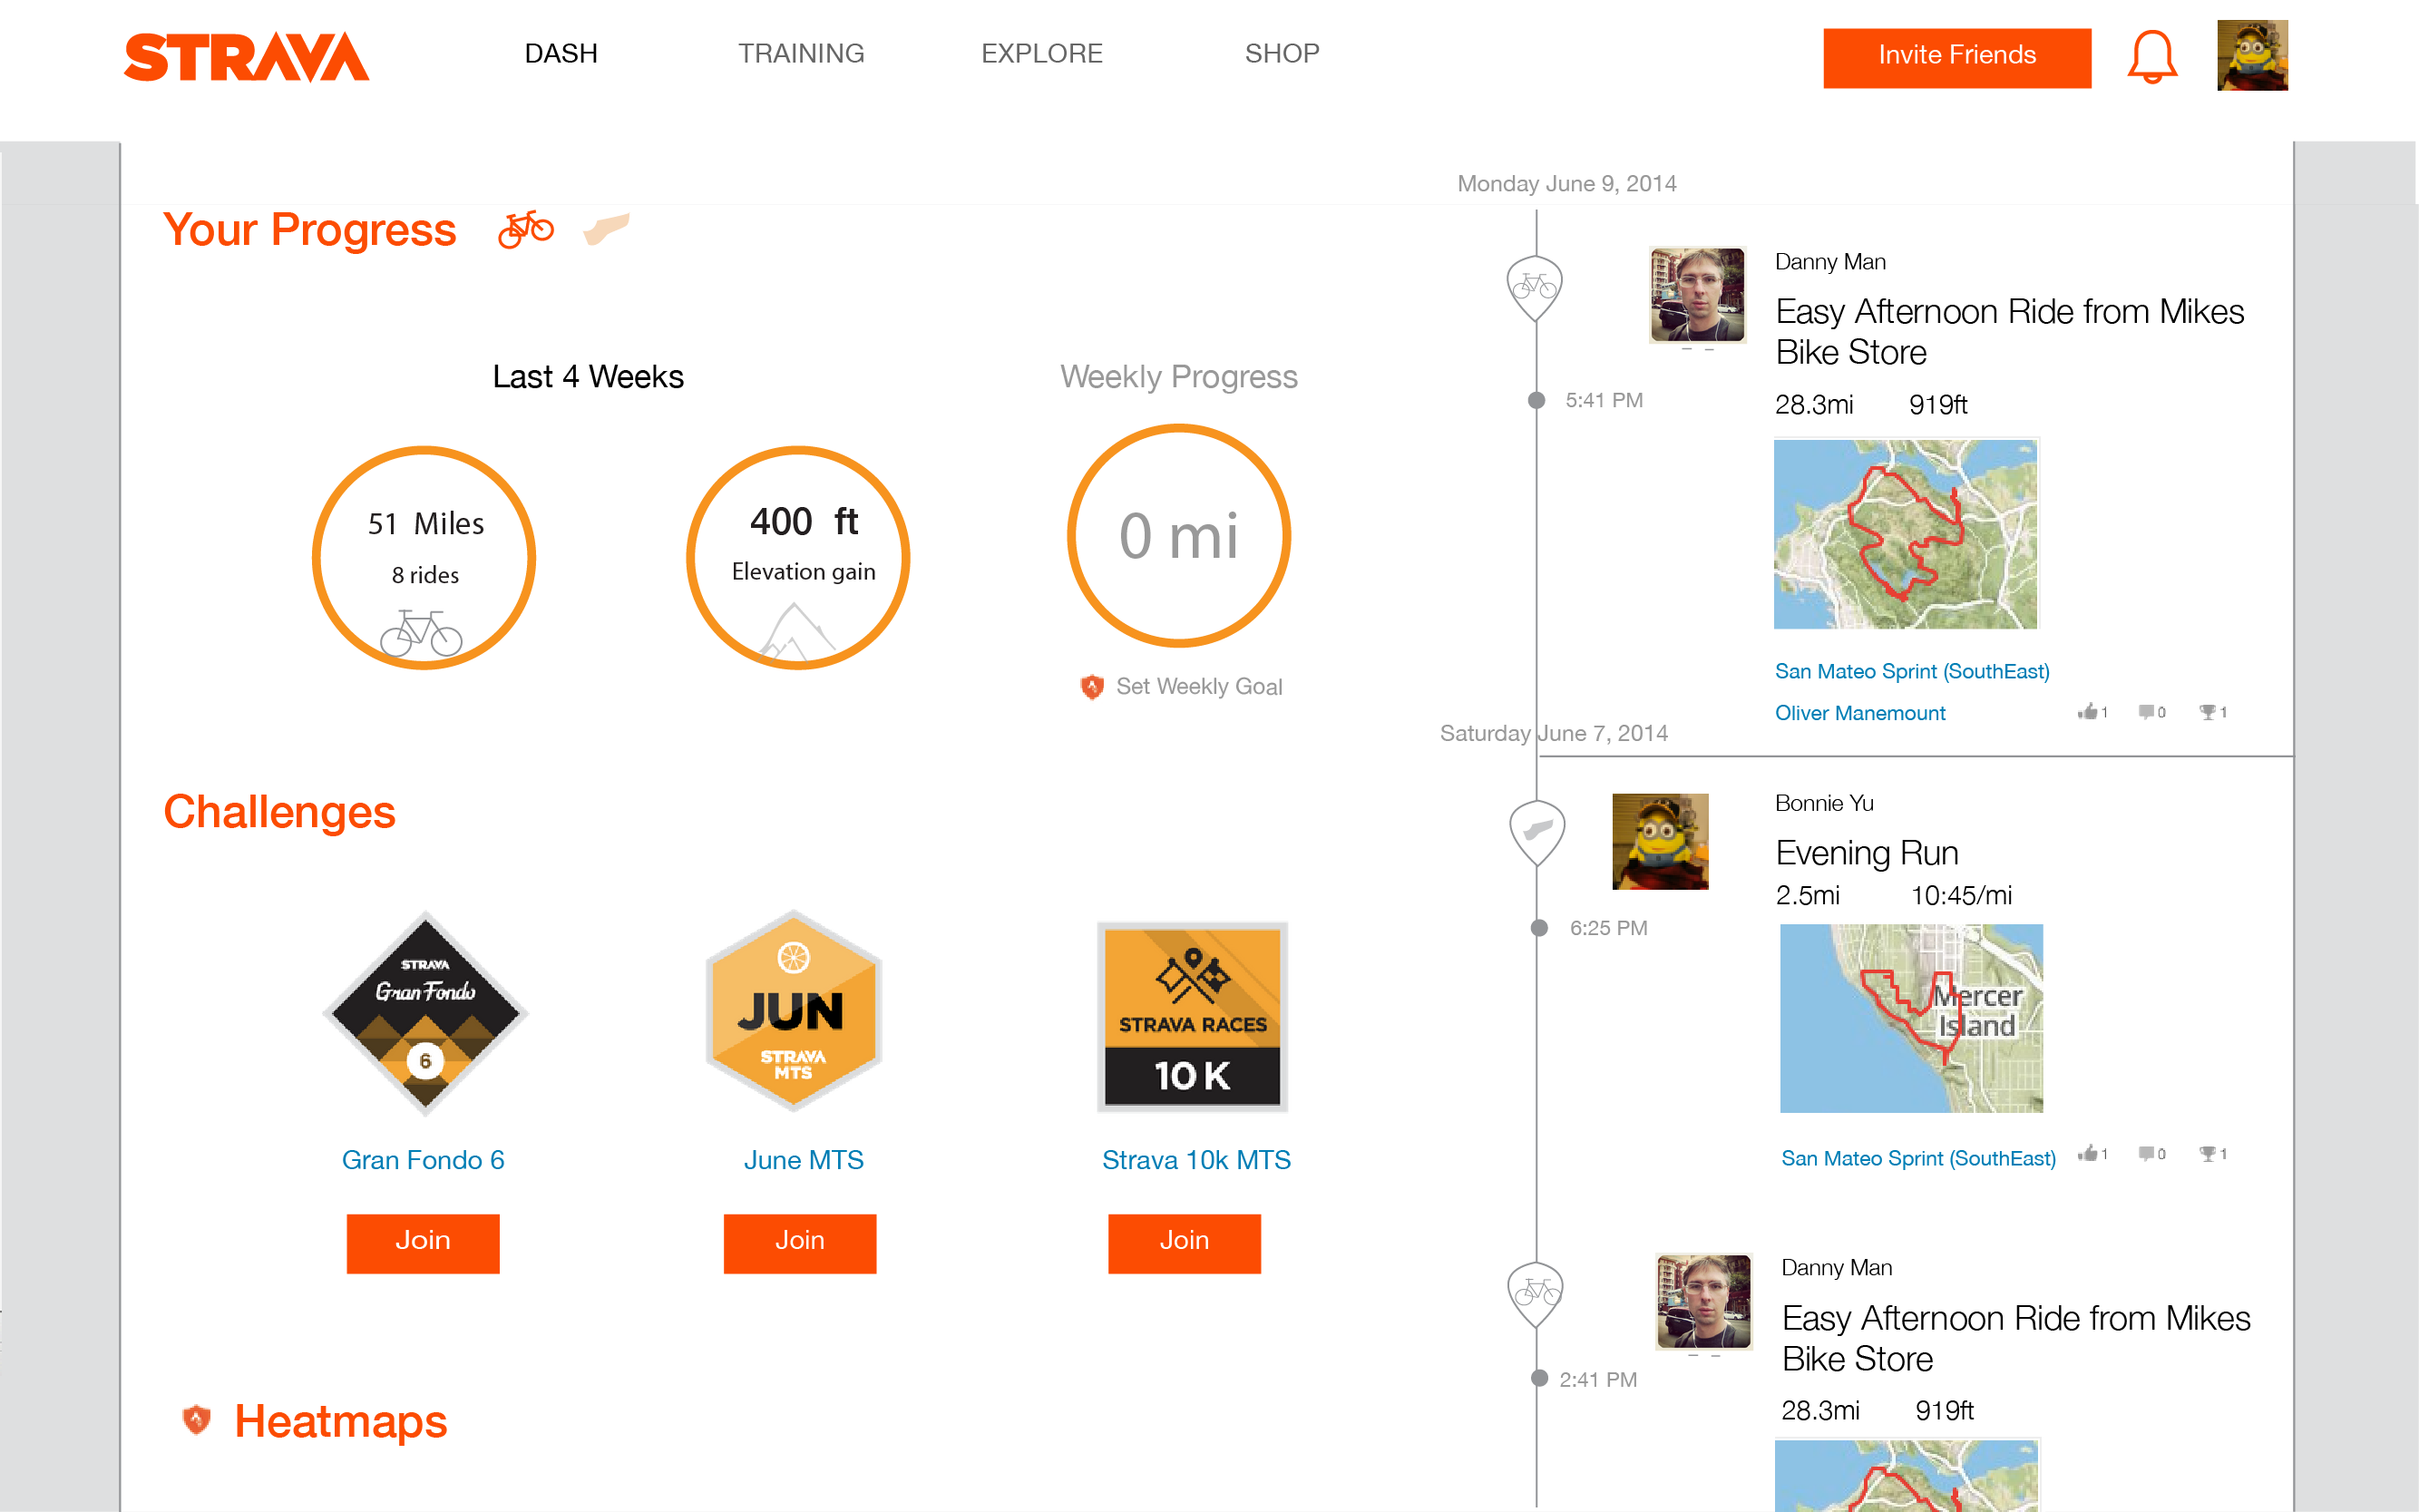 STRAVA
DASH
TRAINING
EXPLORE
SHOP
Invite Friends
Your Progress
Last 4 Weeks
Weekly Progress
51 Miles
8 rides
400 ft
Elevation gain
0 mi
Set Weekly Goal
Challenges
STRAVA
Gran Fondo
6
JUN
STRAVA
MTS
STRAVA RACES
10 K
Gran Fondo 6
June MTS
Strava 10k MTS
Join
Join
Join
Heatmaps
Monday June 9, 2014
Danny Man
Easy Afternoon Ride from Mikes
Bike Store
5:41 PM
28.3mi 919ft
San Mateo Sprint (SouthEast)
Oliver Manemount
1 0 1
Saturday June 7, 2014
Bonnie Yu
Evening Run
2.5mi 10:45/mi
6:25 PM
Mercer
Island
San Mateo Sprint (SouthEast)
1 0 1
Danny Man
Easy Afternoon Ride from Mikes
Bike Store
2:41 PM
28.3mi 919ft